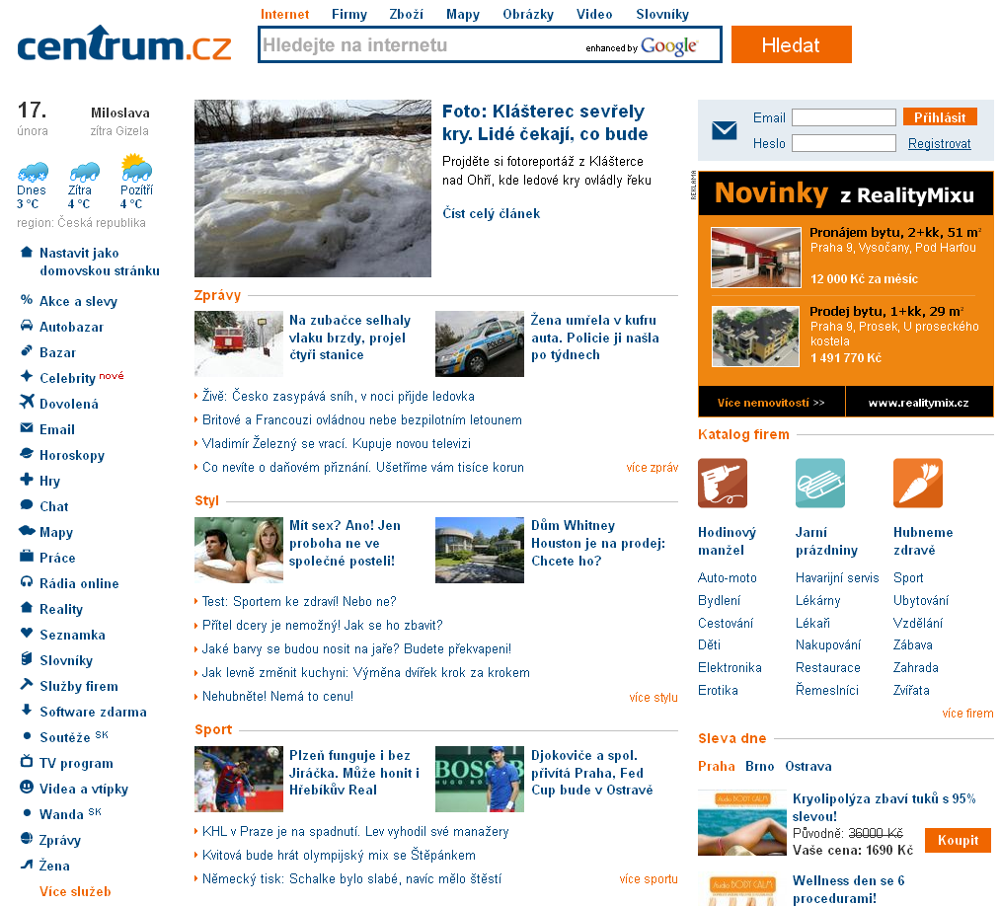 Internet Firmy Zboží Mapy Obrázky Video Slovníky
centrum.cz
Hledejte na internetu
enhanced by Google
Hledat
17.
února
Miloslava
zítra Gizela
Dnes Zítra Pozítří
3 °C 4 °C 4 °C
region: Česká republika
Nastavit jako
domovskou stránku
% Akce a slevy
Autobazar
Bazar
Celebrity nové
Dovolená
Email
Horoskopy
Hry
Chat
Mapy
Práce
Rádia online
Reality
Seznamka
Slovníky
Služby firem
Software zdarma
Soutěže SK
TV program
Videa a vtípky
Wanda SK
Zprávy
Žena
Více služeb
Foto: Klášterec sevřely
kry. Lidé čekají, co bude
Projděte si fotoreportáž z Klášterce
nad Ohří, kde ledové kry ovládly řeku
Číst celý článek
Zprávy
Na zubačce selhaly
vlaku brzdy, projel
čtyři stanice
POLICIE
Žena umřela v kufru
auta. Policie ji našla
po týdnech
Živě: Česko zasypává sníh, v noci přijde ledovka
Britové a Francouzi ovládnou nebe bezpilotním letounem
Vladimír Železný se vrací. Kupuje novou televizi
Co nevíte o daňovém přiznání. Ušetříme vám tisíce korun
více zpráv
Styl
Mít sex? Ano! Jen
proboha ne ve
společné posteli!
Dům Whitney
Houston je na prodej:
Chcete ho?
Test: Sportem ke zdraví! Nebo ne?
Přítel dcery je nemožný! Jak se ho zbavit?
Jaké barvy se budou nosit na jaře? Budete překvapeni!
Jak levně změnit kuchyni: Výměna dvířek krok za krokem
Nehubněte! Nemá to cenu!
více stylu
Sport
Plzeň funguje i bez
Jiráčka. Může honit i
Hřebíkův Real
BOSS
HUGO BOSS
Djokoviče a spol.
přivítá Praha, Fed
Cup bude v Ostravě
KHL v Praze je na spadnutí. Lev vyhodil své manažery
Kvitová bude hrát olympijský mix se Štěpánkem
Německý tisk: Schalke bylo slabé, navíc mělo štěstí
více sportu
Email
Přihlásit
Heslo
Registrovat
REKLAMA
Novinky z RealityMixu
Pronájem bytu, 2+kk, 51 m²
Praha 9, Vysočany, Pod Harfou
12 000 Kč za měsíc
Prodej bytu, 1+kk, 29 m²
Praha 9, Prosek, U proseckého
kostela
1 491 770 Kč
Více nemovitostí >>
www.realitymix.cz
Katalog firem
Hodinový
manžel
Jarní
prázdniny
Hubneme
zdravě
Auto-moto Havarijní servis Sport
Bydlení Lékárny Ubytování
Cestování Lékaři Vzdělání
Děti Nakupování Zábava
Elektronika Restaurace Zahrada
Erotika Řemeslníci Zvířata
více firem
Sleva dne
Praha Brno Ostrava
Studio BODY CALM
Kryolipolýza zbaví tuků s 95%
slevou!
Původně: 36000 Kč
Vaše cena: 1690 Kč
Koupit
Studio BODY CALM
Wellness den se 6
procedurami!